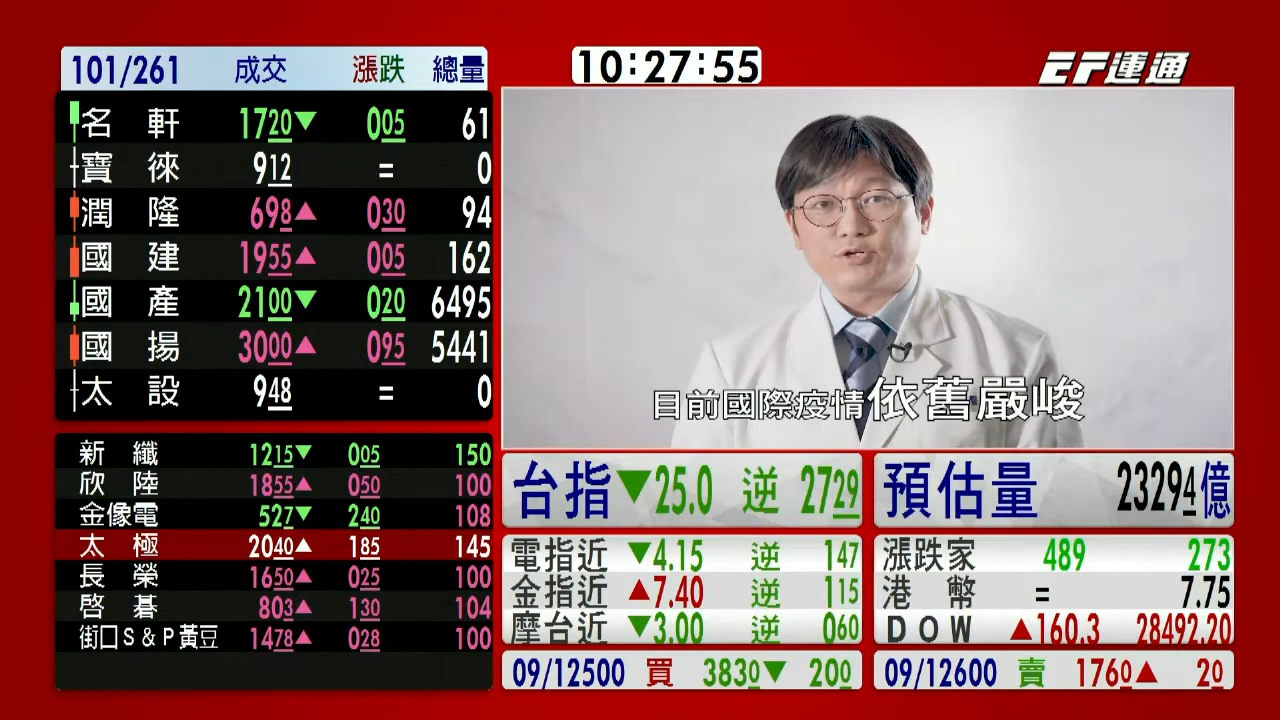 101/261 成交 漲跌 總量
名軒 1720▼ 005 61
寶徠 912 = 0
潤隆 698▲ 030 94
國建 1955▲ 005 162
國產 2100▼ 020 6495
國揚 3000▲ 095 5441
太設 948 = 0
新纖 1215▼ 005 150
欣陸 1855▲ 050 100
金像電 527▼ 240 108
太極 2040▲ 185 145
長榮 1650▲ 025 100
啓碁 803▲ 130 104
街口S&P黃豆 1478▲ 028 100
10:27:55
EF運通
目前國際疫情依舊嚴峻
台指▼25.0 逆 2729
電指近 ▼4.15 逆 147
金指近 ▲7.40 逆 115
摩台近 ▼3.00 逆 060
09/12500 買 3830▼ 200
預估量 23294億
漲跌家 489 273
港幣 = 7.75
DOW ▲160.3 28492.20
09/12600 賣 1760▲ 20